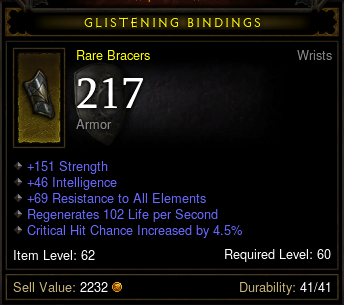 GLISTENING BINDINGS
Rare Bracers Wrists
217
Armor
+151 Strength
+46 Intelligence
+69 Resistance to All Elements
Regenerates 102 Life per Second
Critical Hit Chance Increased by 4.5%
Item Level: 62 Required Level: 60
Sell Value: 2232 Durability: 41/41